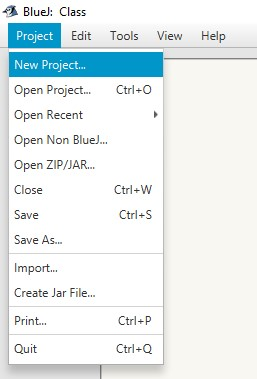 BlueJ: Class
Project Edit Tools View Help
New Project...
Open Project... Ctrl+O
Open Recent
Open Non BlueJ...
Open ZIP/JAR...
Close Ctrl+W
Save Ctrl+S
Save As...
Import...
Create Jar File...
Print... Ctrl+P
Quit Ctrl+Q